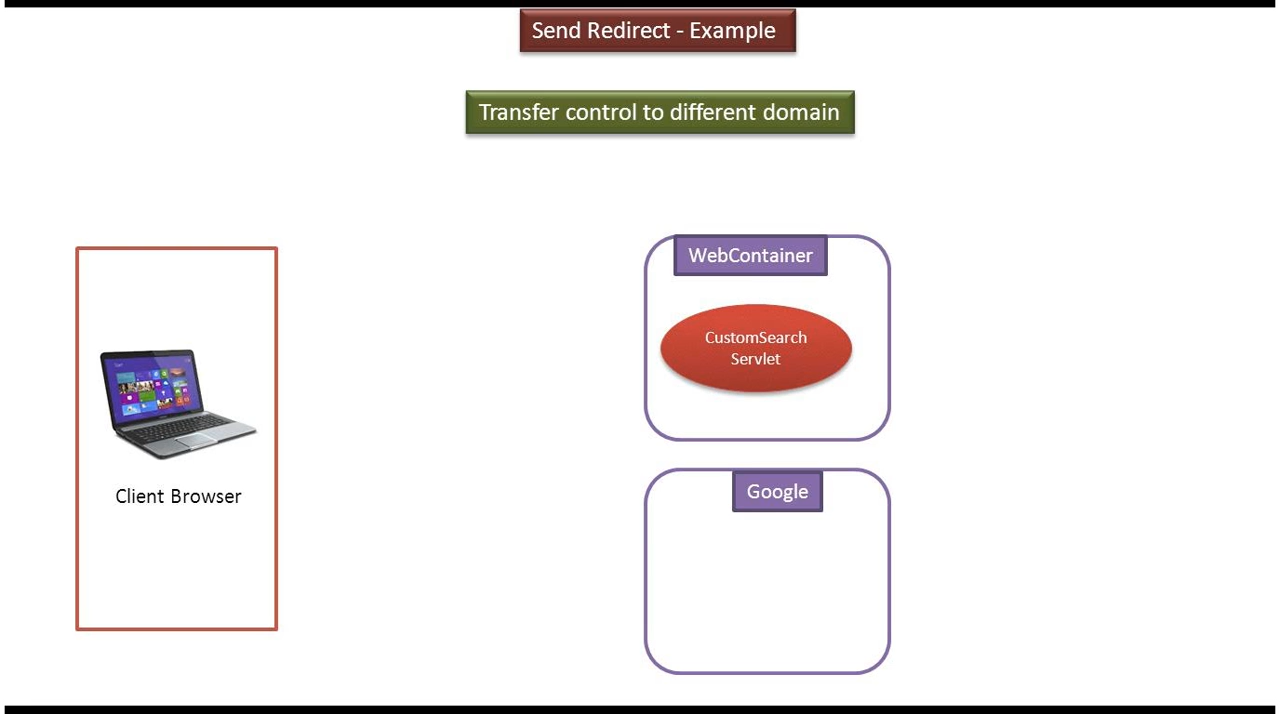 Send Redirect - Example
Transfer control to different domain
WebContainer
CustomSearch
Servlet
Client Browser
Google